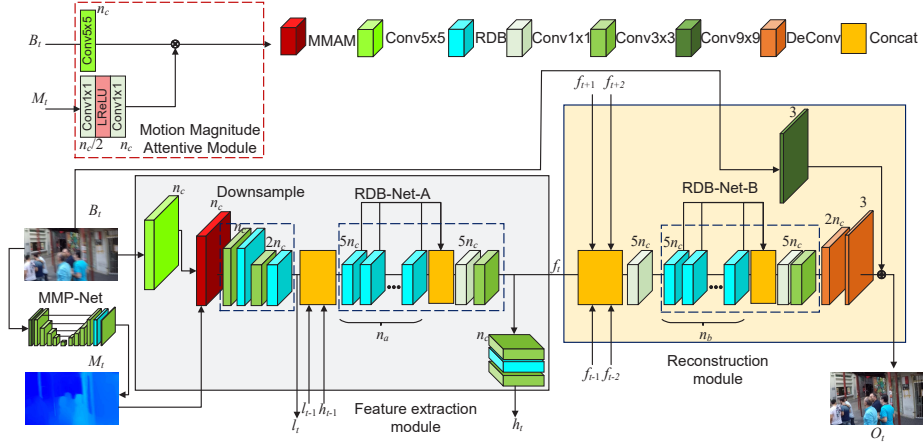 B_t
n_c
Conv5x5
M_t
Conv1x1
LReLU
Conv1x1
n_c/2
n_c
Motion Magnitude
Attentive Module
MMAM
Conv5x5
RDB
Conv1x1
Conv3x3
Conv9x9
DeConv
Concat
B_t
n_c
Downsample
n_c
n_c
2n_c
RDB-Net-A
5n_c
5n_c
n_a
f_t
n_c
MMP-Net
M_t
l_t
l_{t-1}
h_{t-1}
h_t
Feature extraction
module
f_{t+1}
f_{t+2}
f_{t-1}
f_{t-2}
5n_c
RDB-Net-B
5n_c
5n_c
n_b
2n_c
3
3
Reconstruction
module
O_t